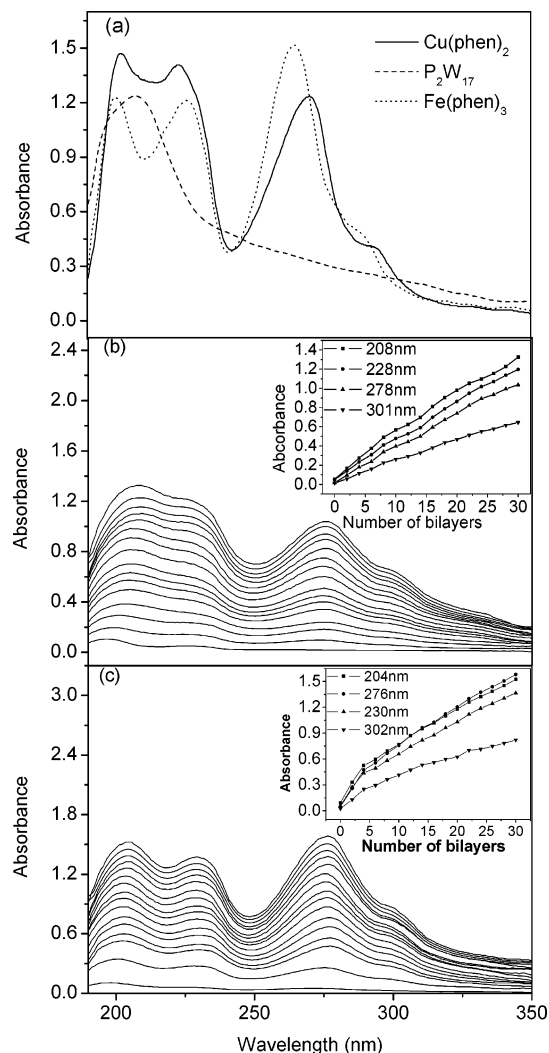 (a)
Cu(phen)2
P2W17
Fe(phen)3
1.5
1.2
0.9
0.6
0.3
0.0
Absorbance
(b)
2.4
2.0
1.6
1.2
0.8
0.4
0.0
Absorbance
208nm
228nm
278nm
301nm
1.4
1.2
1.0
0.8
0.6
0.4
0.2
0.0
Abcorbance
0 5 10 15 20 25 30
Number of bilayers
(c)
3.0
2.4
1.8
1.2
0.6
0.0
Absorbance
204nm
276nm
230nm
302nm
1.5
1.2
0.9
0.6
0.3
0.0
Absorbance
0 5 10 15 20 25 30
Number of bilayers
200 250 300 350
Wavelength (nm)